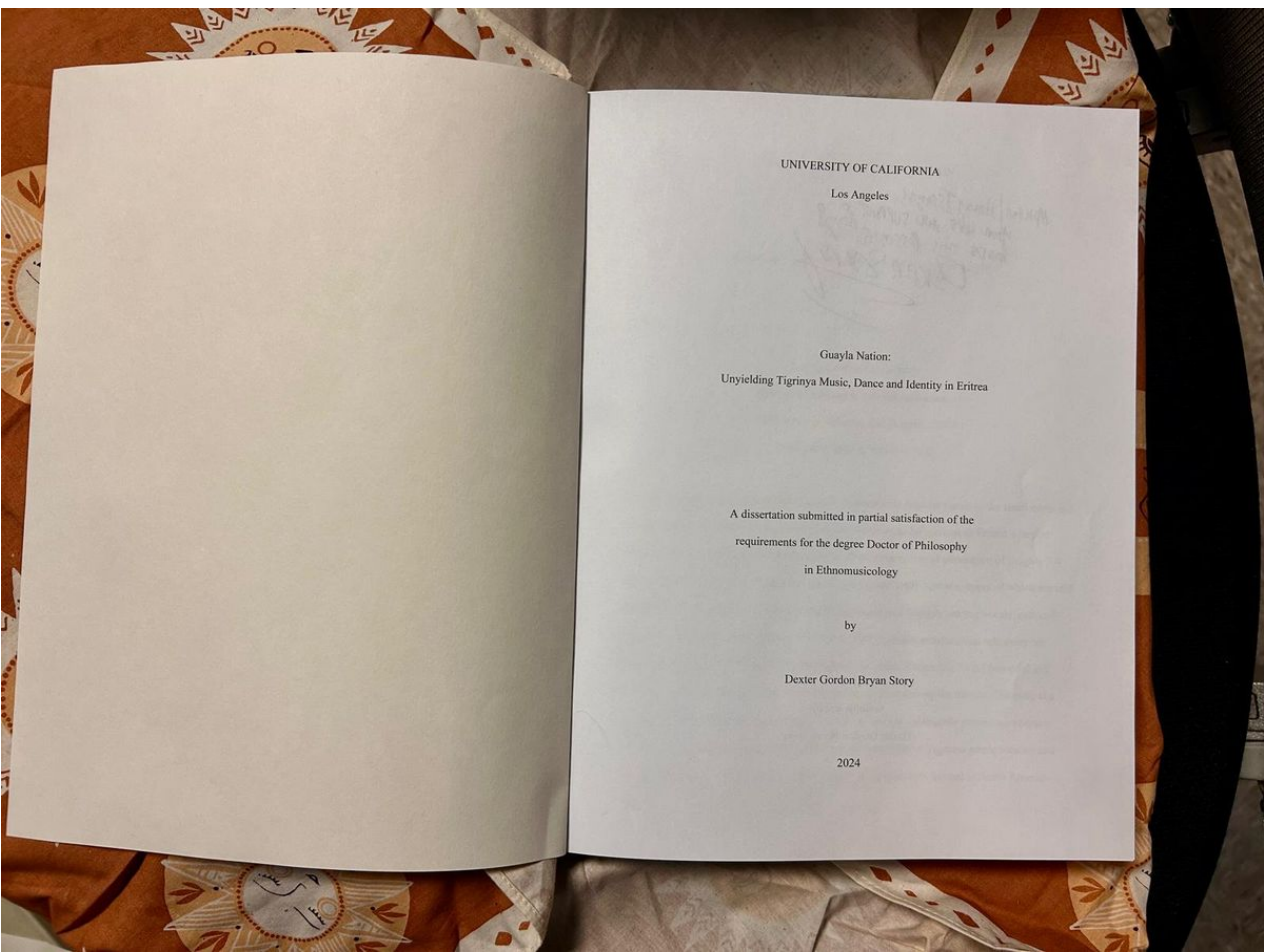 UNIVERSITY OF CALIFORNIA
Los Angeles
Guayla Nation:
Unyielding Tigrinya Music, Dance and Identity in Eritrea
A dissertation submitted in partial satisfaction of the
requirements for the degree Doctor of Philosophy
in Ethnomusicology
by
Dexter Gordon Bryan Story
2024